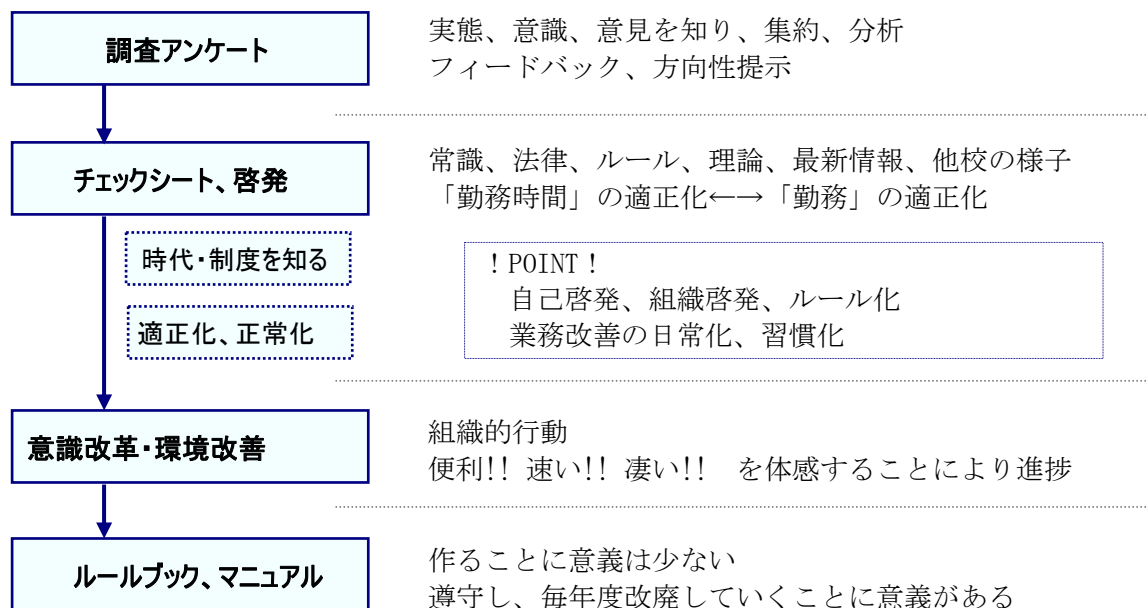 調査アンケート
実態、意識、意見を知り、集約、分析
フィードバック、方向性提示
チェックシート、啓発
常識、法律、ルール、理論、最新情報、他校の様子
「勤務時間」の適正化←→「勤務」の適正化
時代・制度を知る
適正化、正常化
！POINT！
自己啓発、組織啓発、ルール化
業務改善の日常化、習慣化
意識改革・環境改善
組織的行動
便利!! 速い!! 凄い!! を体感することにより進捗
ルールブック、マニュアル
作ることに意義は少ない
遵守し、毎年度改廃していくことに意義がある